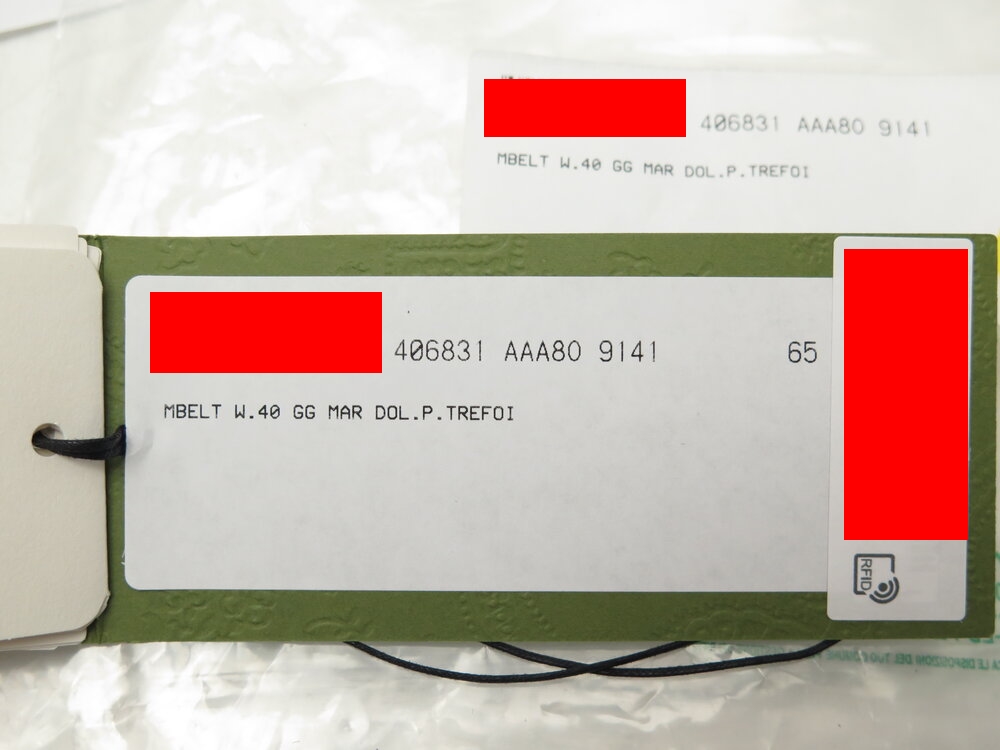 406831 AAA80 9141
MBELT W.40 GG MAR DOL.P.TREFOI
406831 AAA80 9141 65
MBELT W.40 GG MAR DOL.P.TREFOI
RFID